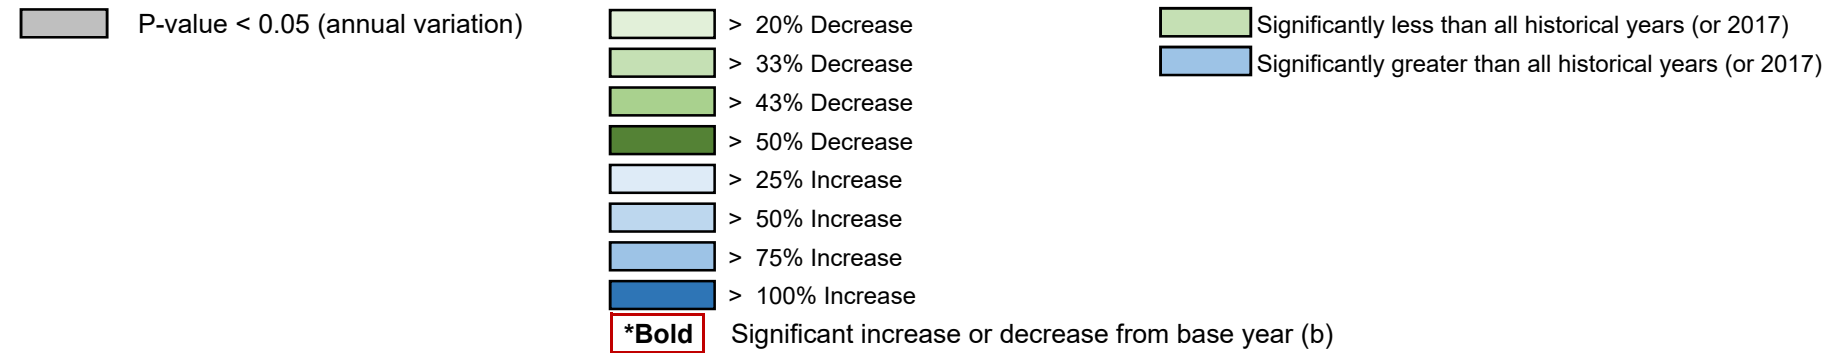 P-value < 0.05 (annual variation)
> 20% Decrease
> 33% Decrease
> 43% Decrease
> 50% Decrease
> 25% Increase
> 50% Increase
> 75% Increase
> 100% Increase
*Bold Significant increase or decrease from base year (b)
Significantly less than all historical years (or 2017)
Significantly greater than all historical years (or 2017)